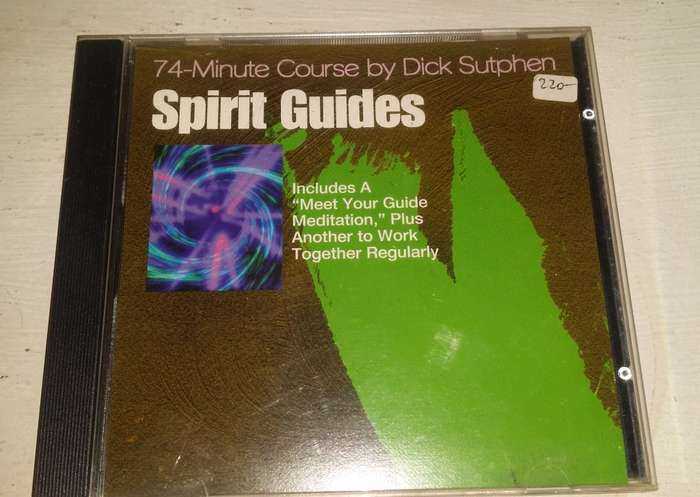 74-Minute Course by Dick Sutphen
220-
Spirit Guides
Includes A
“Meet Your Guide
Meditation,” Plus
Another to Work
Together Regularly